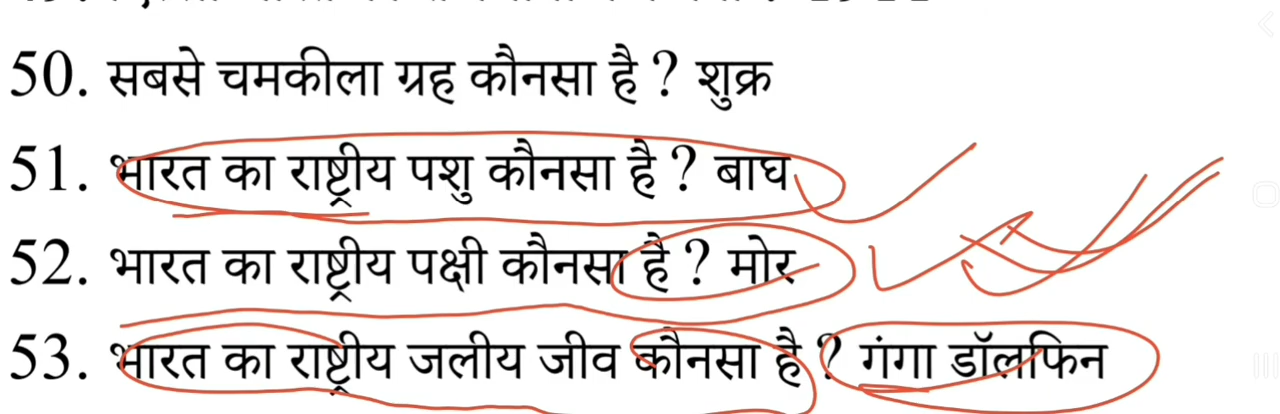 50. सबसे चमकीला ग्रह कौनसा है ? शुक्र
51. भारत का राष्ट्रीय पशु कौनसा है ? बाघ
52. भारत का राष्ट्रीय पक्षी कौनसा है ? मोर
53. भारत का राष्ट्रीय जलीय जीव कौनसा है ? गंगा डॉलफिन